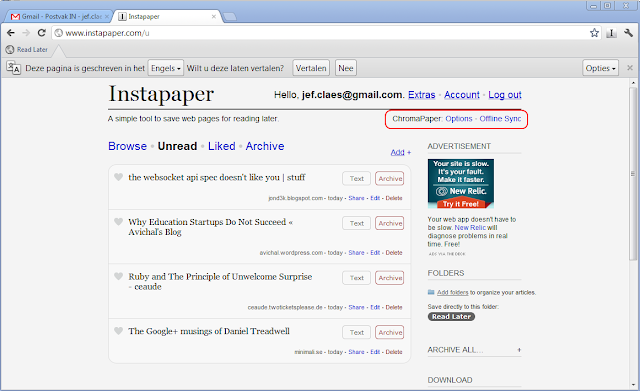 Gmail - Postvak IN - jef.clae
Instapaper
www.instapaper.com/u
Read Later
Deze pagina is geschreven in het Engels Wilt u deze laten vertalen? Vertalen Nee Opties
Instapaper
Hello, jef.claes@gmail.com. Extras • Account • Log out
A simple tool to save web pages for reading later.
ChromaPaper: Options - Offline Sync
Browse • Unread • Liked • Archive
Add +
the websocket api spec doesn't like you | stuff
Text Archive
jond3k.blogspot.com - today - Share - Edit - Delete
Why Education Startups Do Not Succeed «
Avichal's Blog
Text Archive
avichal.wordpress.com - today - Share - Edit - Delete
Ruby and The Principle of Unwelcome Surprise
- ceaude
Text Archive
ceaude.twoticketsplease.de - today - Share - Edit - Delete
The Google+ musings of Daniel Treadwell
Text Archive
minimali.se - today - Share - Edit - Delete
ADVERTISEMENT
Your site is slow.
It's your fault.
Make it faster.
New Relic.
Try it Free!
Your web app doesn't have
to be slow. New Relic will
diagnose problems in real
time. Free!
ADS VIA THE DECK
FOLDERS
Add folders to organize your articles.
Save directly to this folder:
Read Later
ARCHIVE ALL... +
DOWNLOAD